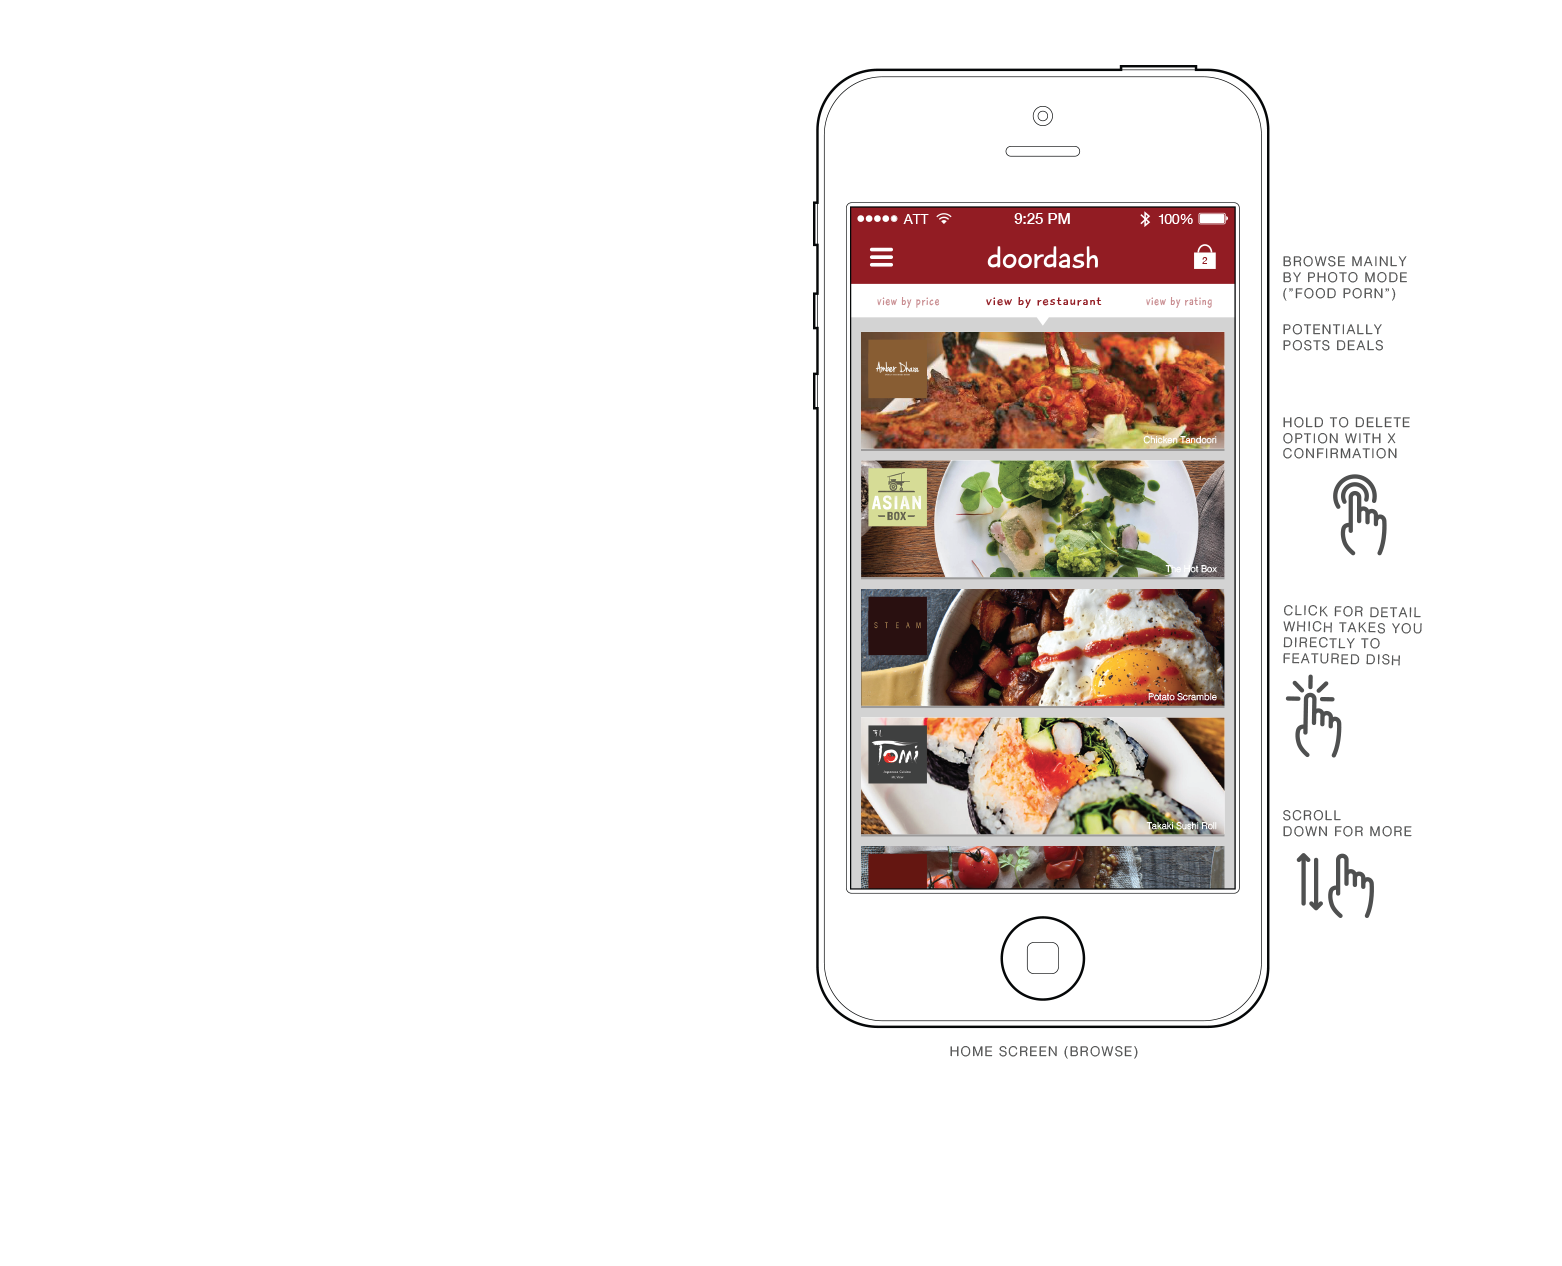 ATT 9:25 PM 100%
doordash 2
view by price view by restaurant view by rating
Amber Dhara
Chicken Tandoori
ASIAN
BOX
The Hot Box
STEAM
Potato Scramble
Tomi
Takaki Sushi Roll
BROWSE MAINLY
BY PHOTO MODE
("FOOD PORN")
POTENTIALLY
POSTS DEALS
HOLD TO DELETE
OPTION WITH X
CONFIRMATION
CLICK FOR DETAIL
WHICH TAKES YOU
DIRECTLY TO
FEATURED DISH
SCROLL
DOWN FOR MORE
HOME SCREEN (BROWSE)